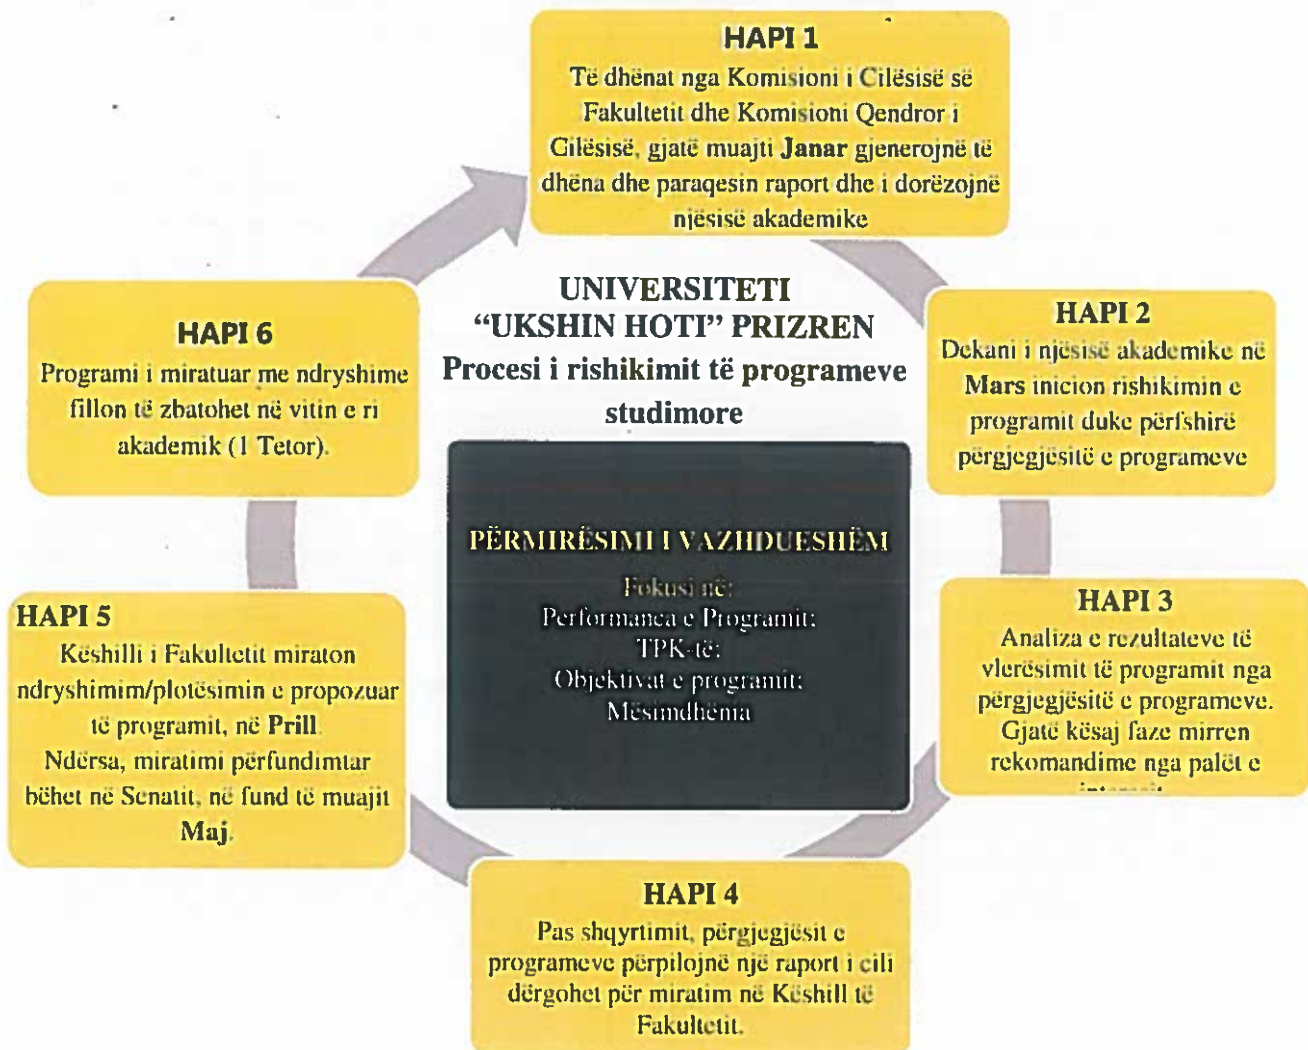 HAPI 1
Të dhënat nga Komisioni i Cilësisë së
Fakultetit dhe Komisioni Qendror i
Cilësisë, gjatë muajti Janar gjenerojnë të
dhëna dhe paraqesin raport dhe i dorëzojnë
njësisë akademike
UNIVERSITETI
“UKSHIN HOTI” PRIZREN
Procesi i rishikimit të programeve
studimore
HAPI 2
Dekani i njësisë akademike në
Mars inicion rishikimin e
programit duke përfshirë
përgjegjësitë e programeve
HAPI 3
Analiza e rezultateve të
vlerësimit të programit nga
përgjegjësitë e programeve.
Gjatë kësaj faze mirren
rekomandime nga palët e
HAPI 4
Pas shqyrtimit, përgjegjësit e
programeve përpilojnë një raport i cili
dërgohet për miratim në Këshill të
Fakultetit.
HAPI 5
Këshilli i Fakultetit miraton
ndryshimim/plotësimin e propozuar
të programit, në Prill.
Ndërsa, miratimi përfundimtar
bëhet në Senatit, në fund të muajit
Maj.
HAPI 6
Programi i miratuar me ndryshime
fillon të zbatohet në vitin e ri
akademik (1 Tetor).
PËRMIRËSIMI I VAZHDUESHËM
Fokusi në:
Performanca e Programit;
TPK-të;
Objektivat e programit;
Mësimdhënia